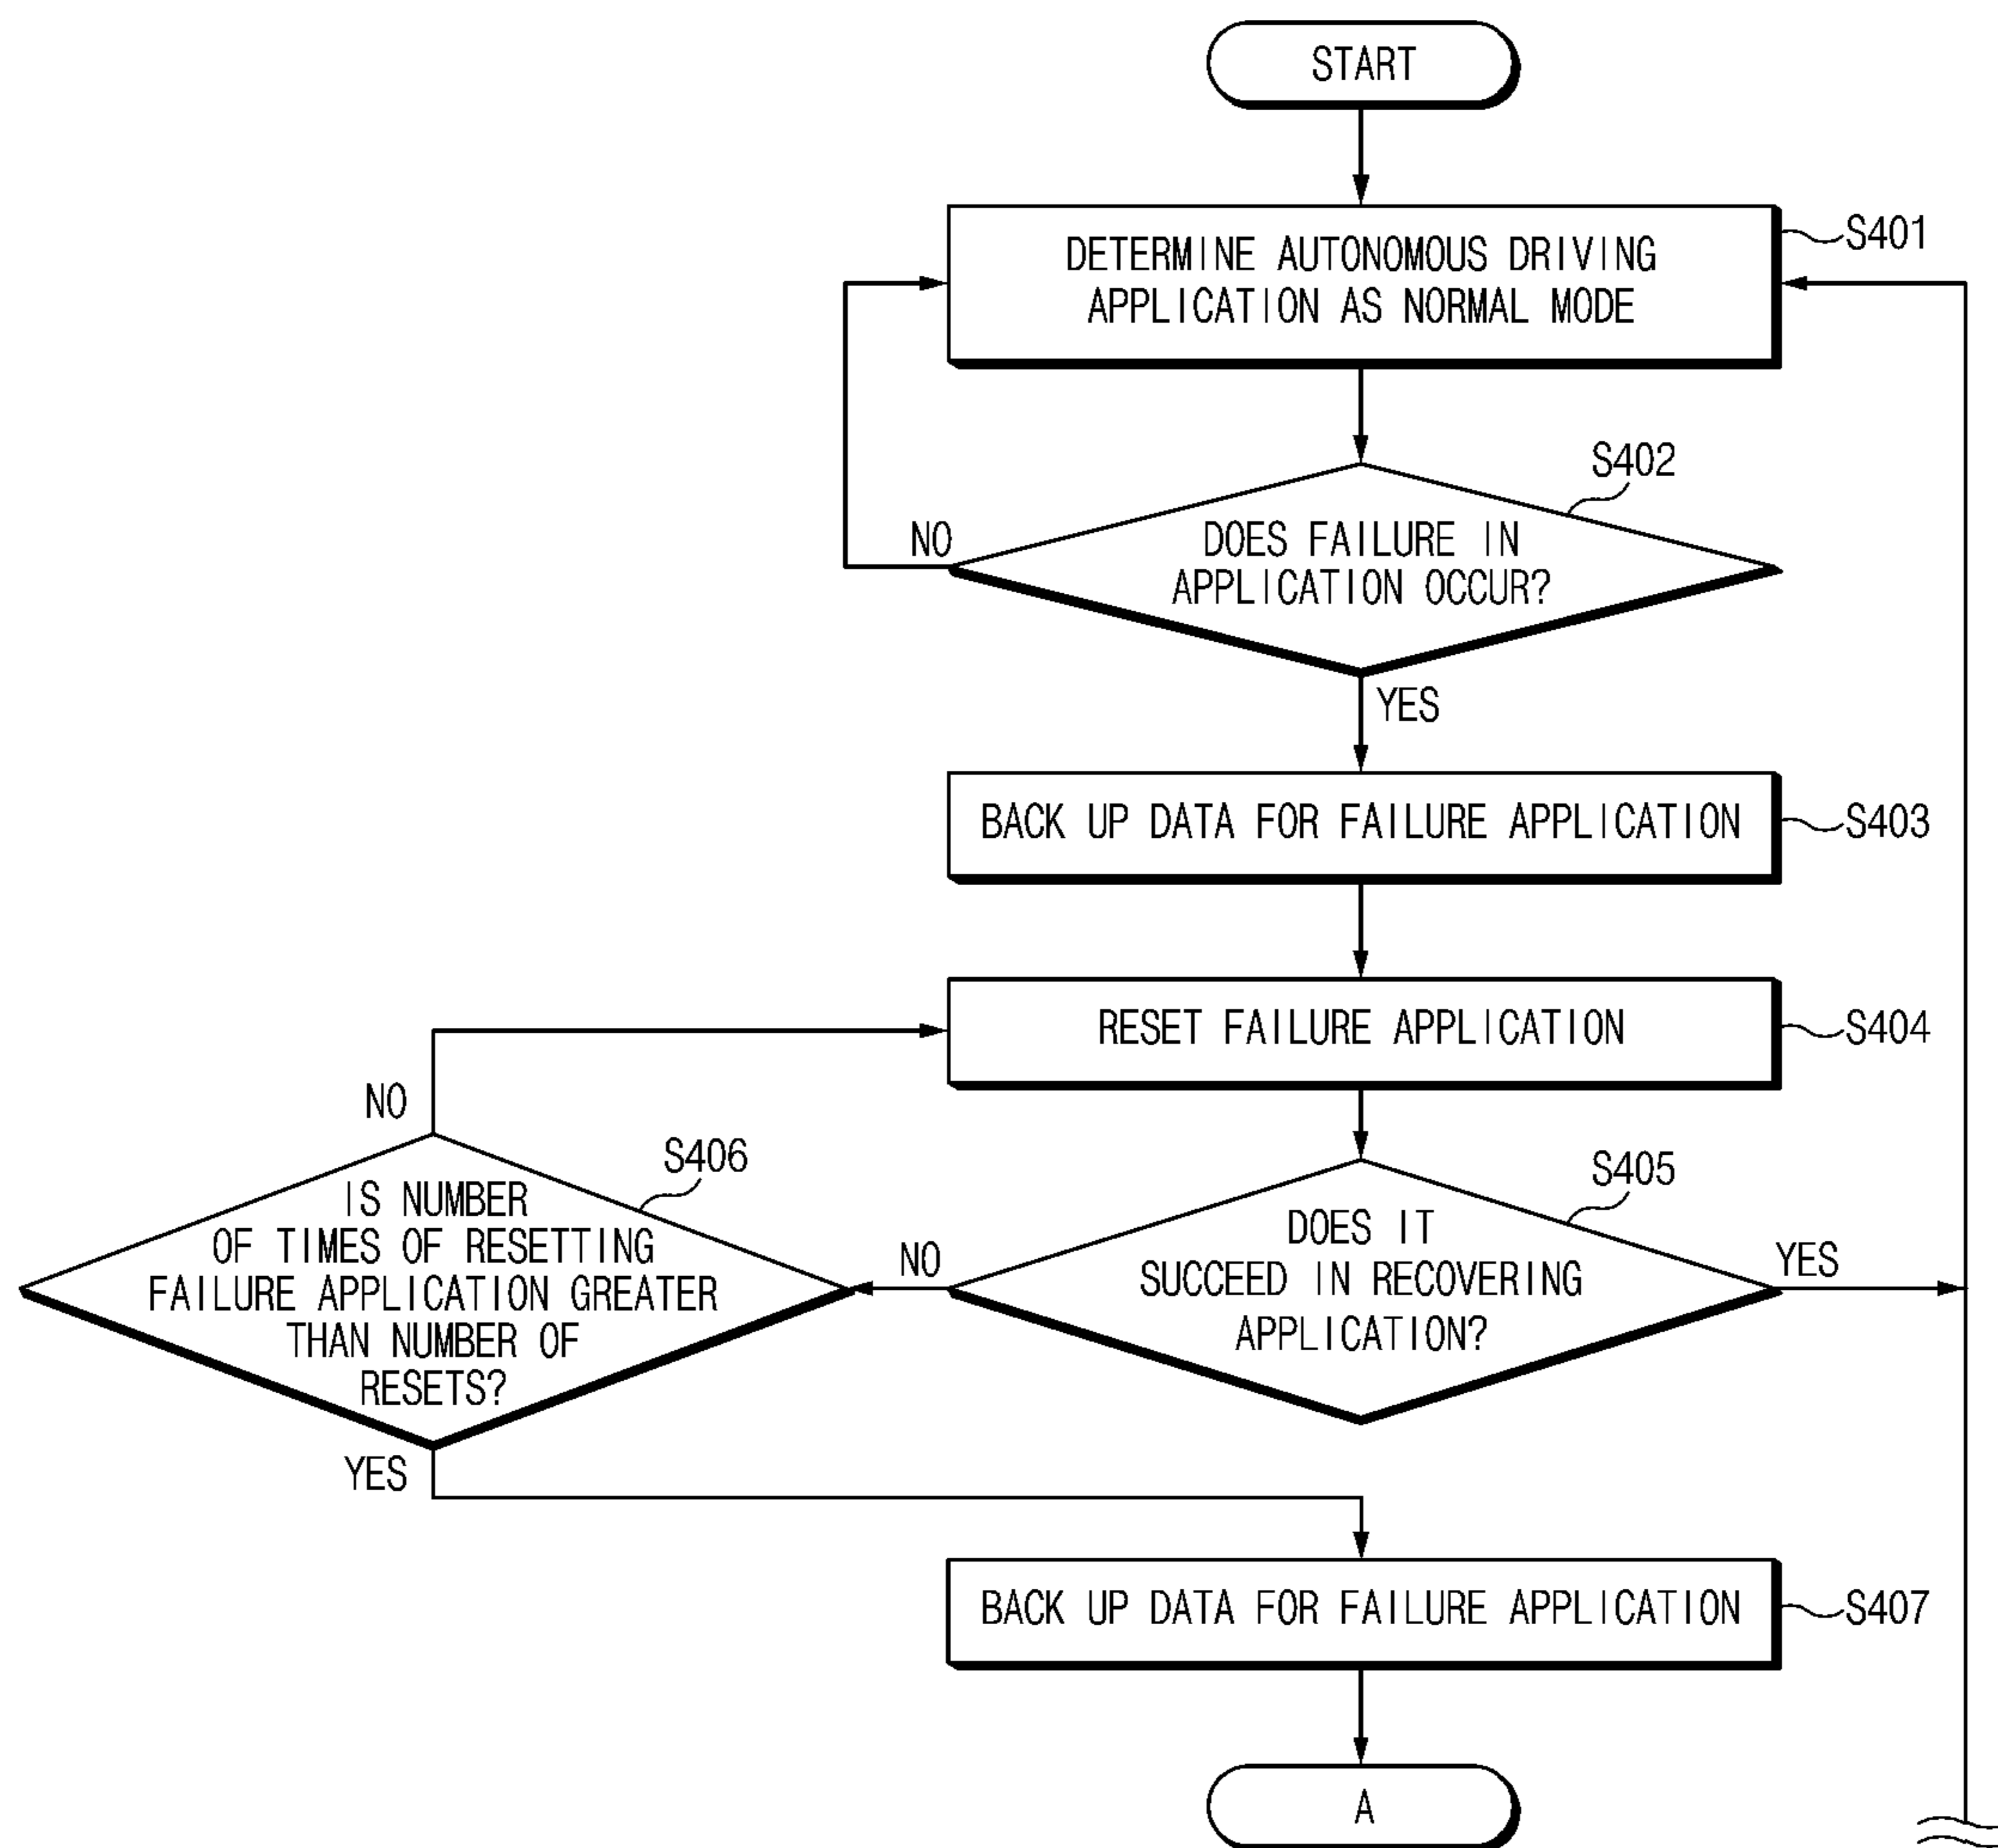 START
DETERMINE AUTONOMOUS DRIVING
APPLICATION AS NORMAL MODE
S401
S402
NO
DOES FAILURE IN
APPLICATION OCCUR?
YES
BACK UP DATA FOR FAILURE APPLICATION
S403
RESET FAILURE APPLICATION
S404
NO
S406
IS NUMBER
OF TIMES OF RESETTING
FAILURE APPLICATION GREATER
THAN NUMBER OF
RESETS?
NO
S405
DOES IT
SUCCEED IN RECOVERING
APPLICATION?
YES
YES
BACK UP DATA FOR FAILURE APPLICATION
S407
A